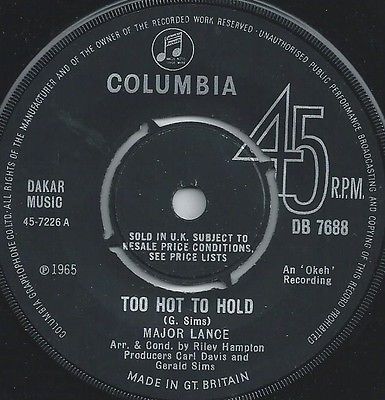 ALL RIGHTS OF THE MANUFACTURER AND OF THE OWNER OF THE RECORDED WORK RESERVED · UNAUTHORISED PUBLIC PERFORMANCE BROADCASTING AND COPYING OF THIS RECORD PROHIBITED
COLUMBIA GRAPHOPHONE CO. LTD.
COLUMBIA
45
R.P.M.
DAKAR
MUSIC
45-7226 A
DB 7688
SOLD IN U.K. SUBJECT TO
RESALE PRICE CONDITIONS,
SEE PRICE LISTS
℗ 1965
An 'Okeh'
Recording
TOO HOT TO HOLD
(G. Sims)
MAJOR LANCE
Arr. & Cond. by Riley Hampton
Producers Carl Davis and
Gerald Sims
MADE IN GT. BRITAIN